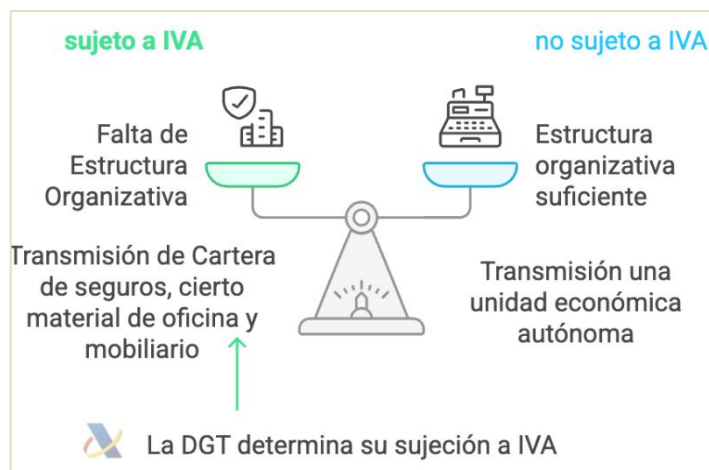 sujeto a IVA
no sujeto a IVA
Falta de
Estructura
Organizativa
Estructura
organizativa
suficiente
Transmisión de Cartera
de seguros, cierto
material de oficina y
mobiliario
Transmisión una
unidad económica
autónoma
La DGT determina su sujeción a IVA